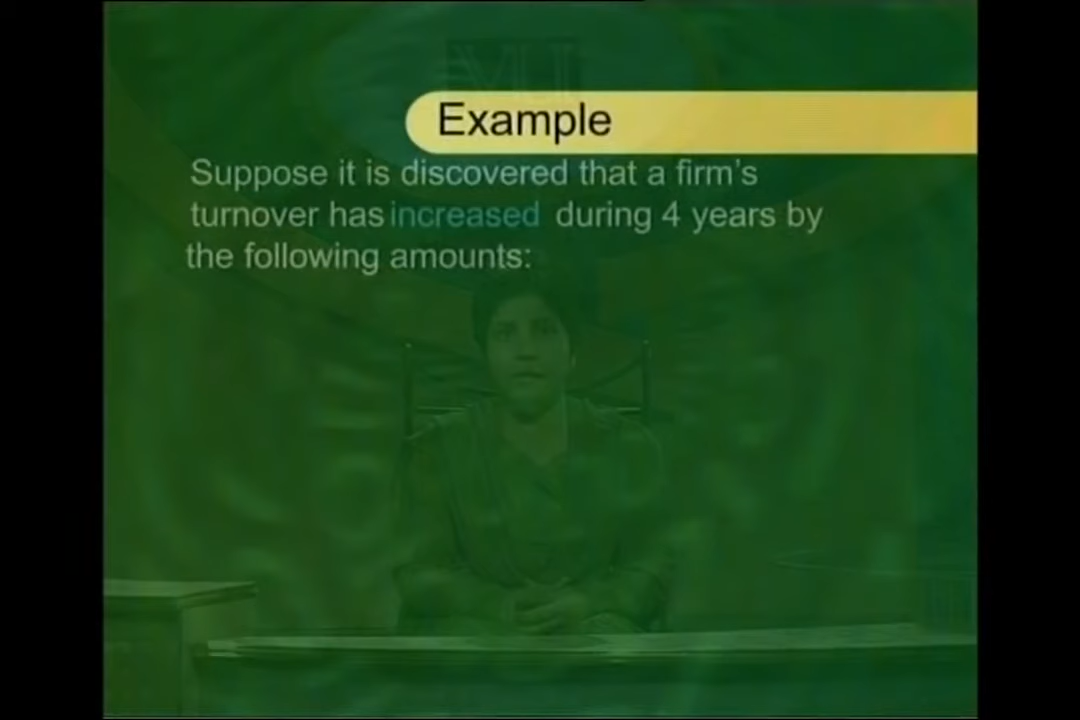 Example
Suppose it is discovered that a firm's
turnover has increased during 4 years by
the following amounts: